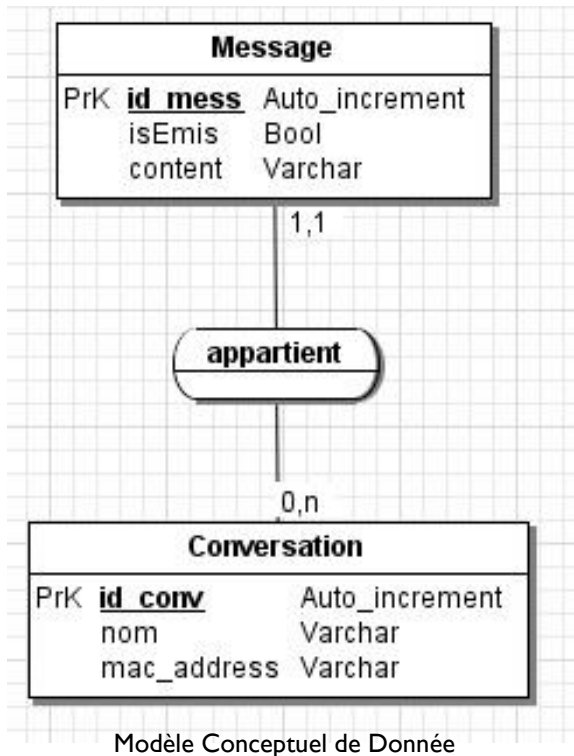 Message
PrK id_mess Auto_increment
isEmis Bool
content Varchar
1,1
appartient
0,n
Conversation
PrK id_conv Auto_increment
nom Varchar
mac_address Varchar
Modèle Conceptuel de Donnée